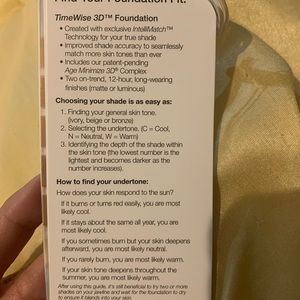 Find Your Foundation Fit.
TimeWise 3D™ Foundation
• Created with exclusive IntelliMatch™
Technology for your true shade
• Improved shade accuracy to seamlessly
match more skin tones than ever
• Includes our patent-pending
Age Minimize 3D® Complex
• Two on-trend, 12-hour, long-wearing
finishes (matte or luminous)
Choosing your shade is as easy as:
1. Finding your general skin tone.
(ivory, beige or bronze)
2. Selecting the undertone. (C = Cool,
N = Neutral, W = Warm)
3. Identifying the depth of the shade within
the skin tone (the lowest number is the
lightest and becomes darker as the
number increases).
How to find your undertone:
How does your skin respond to the sun?
If it burns or turns red easily, you are most
likely cool.
If it stays about the same all year, you are
most likely cool.
If you sometimes burn but your skin deepens
afterward, you are most likely neutral.
If you rarely burn, you are most likely warm.
If your skin tone deepens throughout the
summer, you are most likely warm.
After using this guide, it's still beneficial to try two or more
shades on your jawline and wait for the foundation to dry
to ensure it blends into your skin.